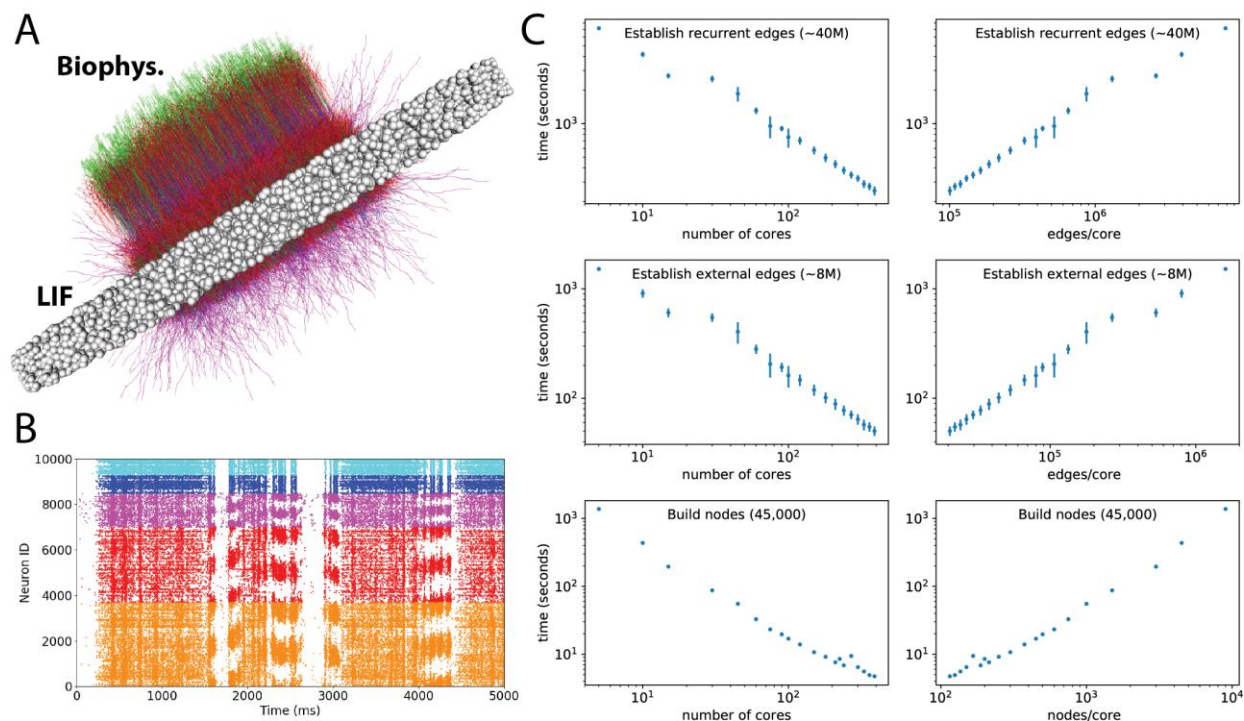 A
Biophys.
LIF
B
10000
8000
6000
4000
2000
0
Neuron ID
0
1000
2000
3000
4000
5000
Time (ms)
C
Establish recurrent edges (~40M)
10³
time (seconds)
10¹
10²
number of cores
Establish recurrent edges (~40M)
10³
10⁵
10⁶
edges/core
Establish external edges (~8M)
10³
10²
time (seconds)
10¹
10²
number of cores
Establish external edges (~8M)
10³
10²
10⁵
10⁶
edges/core
Build nodes (45,000)
10³
10²
10¹
time (seconds)
10¹
10²
number of cores
Build nodes (45,000)
10³
10²
10¹
10²
10³
10⁴
nodes/core